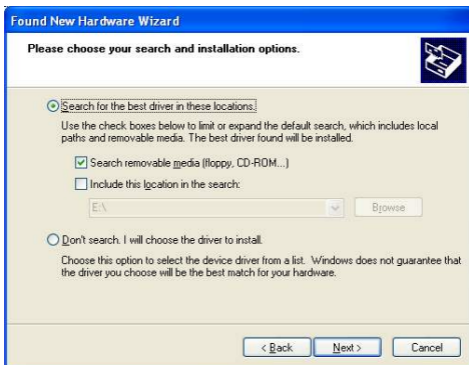 Found New Hardware Wizard
Please choose your search and installation options.
Search for the best driver in these locations.
Use the check boxes below to limit or expand the default search, which includes local
paths and removable media. The best driver found will be installed.
Search removable media (floppy, CD-ROM...)
Include this location in the search:
E:\
Browse
Don't search. I will choose the driver to install.
Choose this option to select the device driver from a list. Windows does not guarantee that
the driver you choose will be the best match for your hardware.
< Back
Next >
Cancel